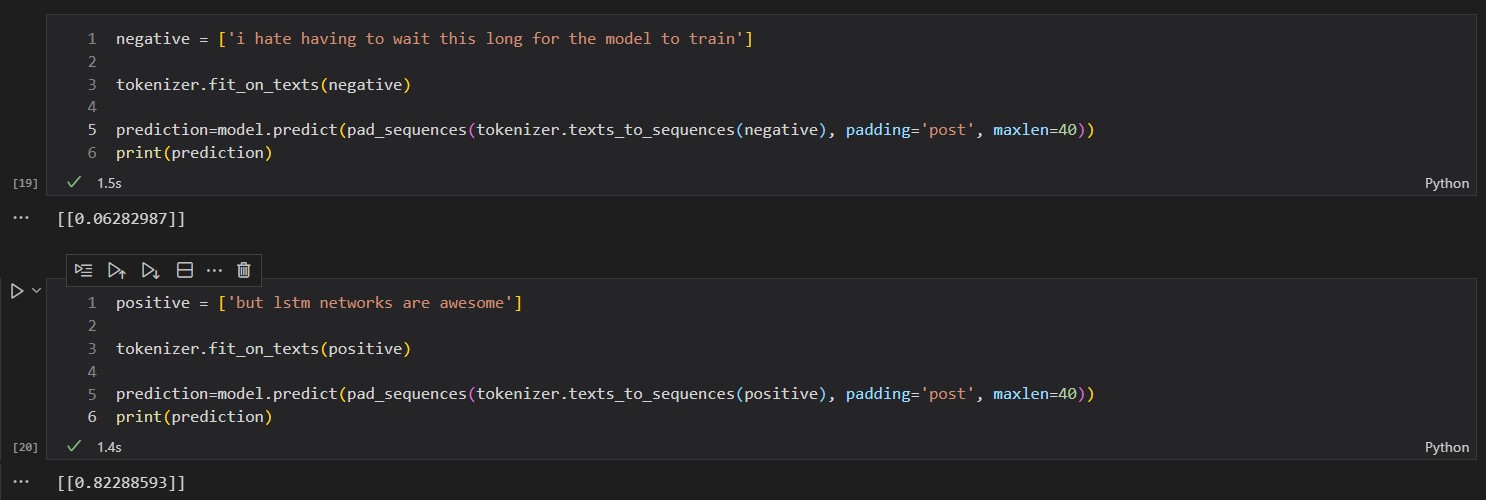 1 negative = ['i hate having to wait this long for the model to train']
2
3 tokenizer.fit_on_texts(negative)
4
5 prediction=model.predict(pad_sequences(tokenizer.texts_to_sequences(negative), padding='post', maxlen=40))
6 print(prediction)
[19] ✓ 1.5s Python
... [[0.06282987]]
1 positive = ['but lstm networks are awesome']
2
3 tokenizer.fit_on_texts(positive)
4
5 prediction=model.predict(pad_sequences(tokenizer.texts_to_sequences(positive), padding='post', maxlen=40))
6 print(prediction)
[20] ✓ 1.4s Python
... [[0.82288593]]